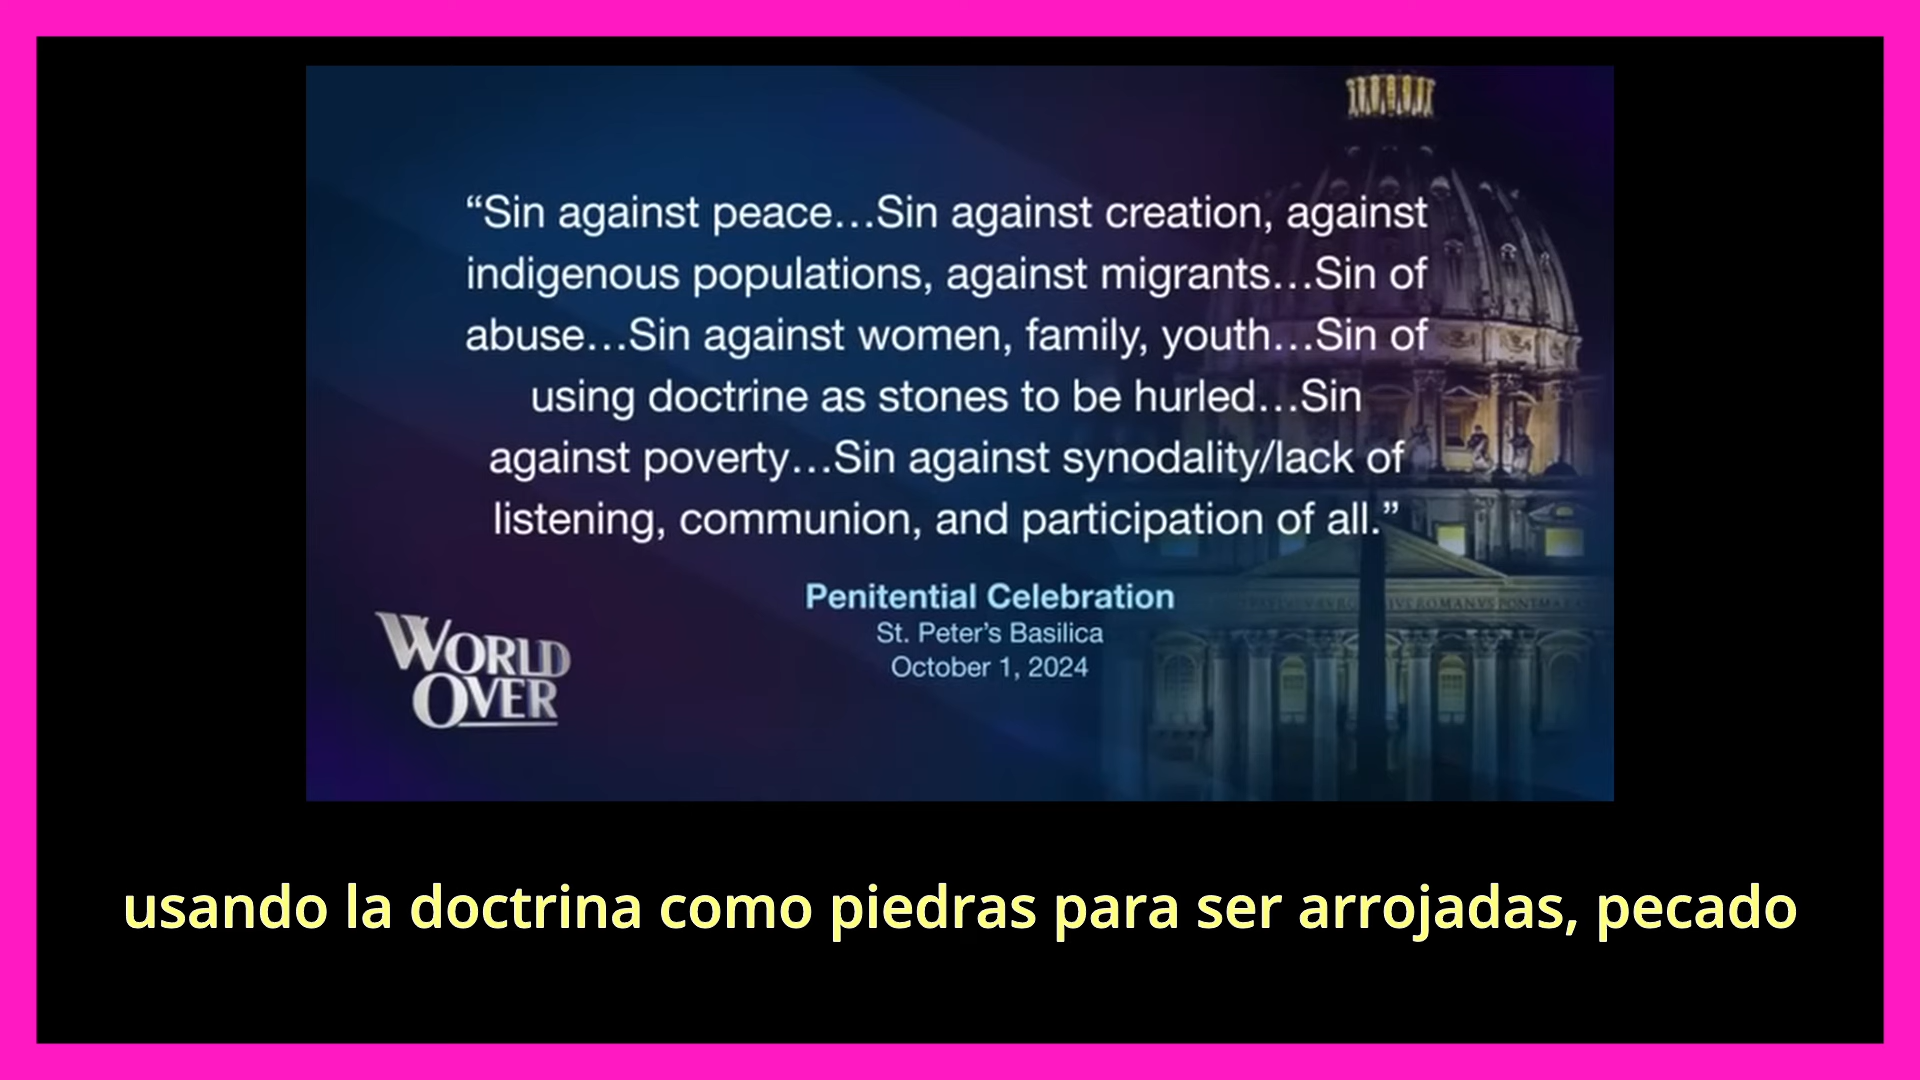 “Sin against peace…Sin against creation, against
indigenous populations, against migrants…Sin of
abuse…Sin against women, family, youth…Sin of
using doctrine as stones to be hurled…Sin
against poverty…Sin against synodality/lack of
listening, communion, and participation of all.”
Penitential Celebration
St. Peter’s Basilica
October 1, 2024
WORLD
OVER
usando la doctrina como piedras para ser arrojadas, pecado